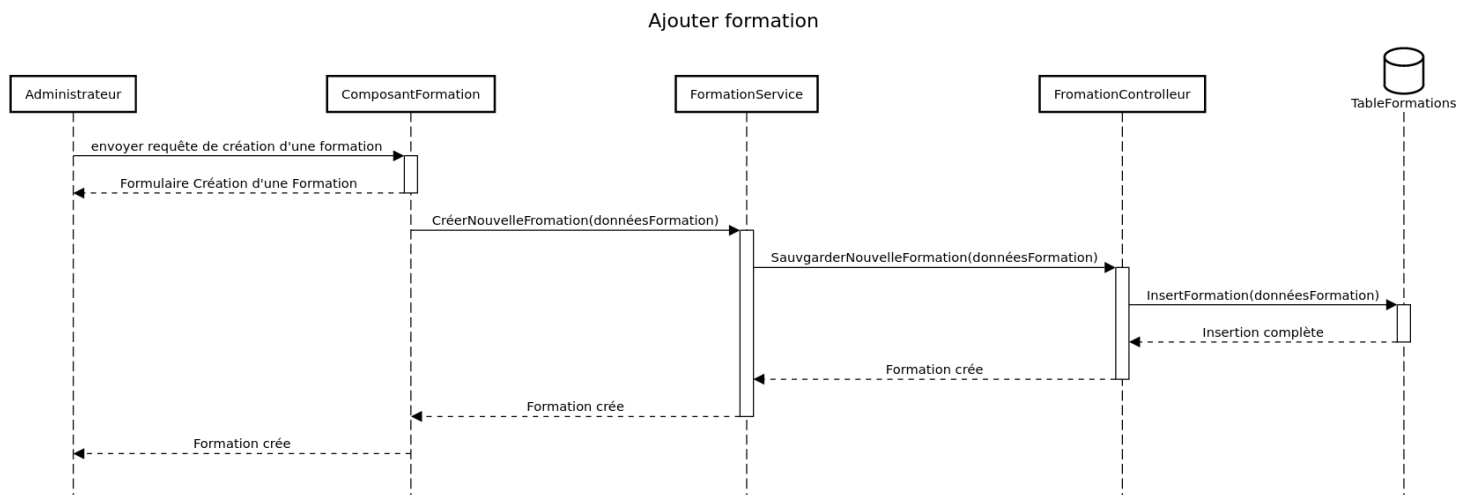 Ajouter formation
Administrateur
ComposantFormation
FormationService
FromationControlleur
TableFormations
envoyer requête de création d'une formation
Formulaire Création d'une Formation
CréerNouvelleFromation(donnéesFormation)
SauvgarderNouvelleFormation(donnéesFormation)
InsertFormation(donnéesFormation)
Insertion complète
Formation crée
Formation crée
Formation crée